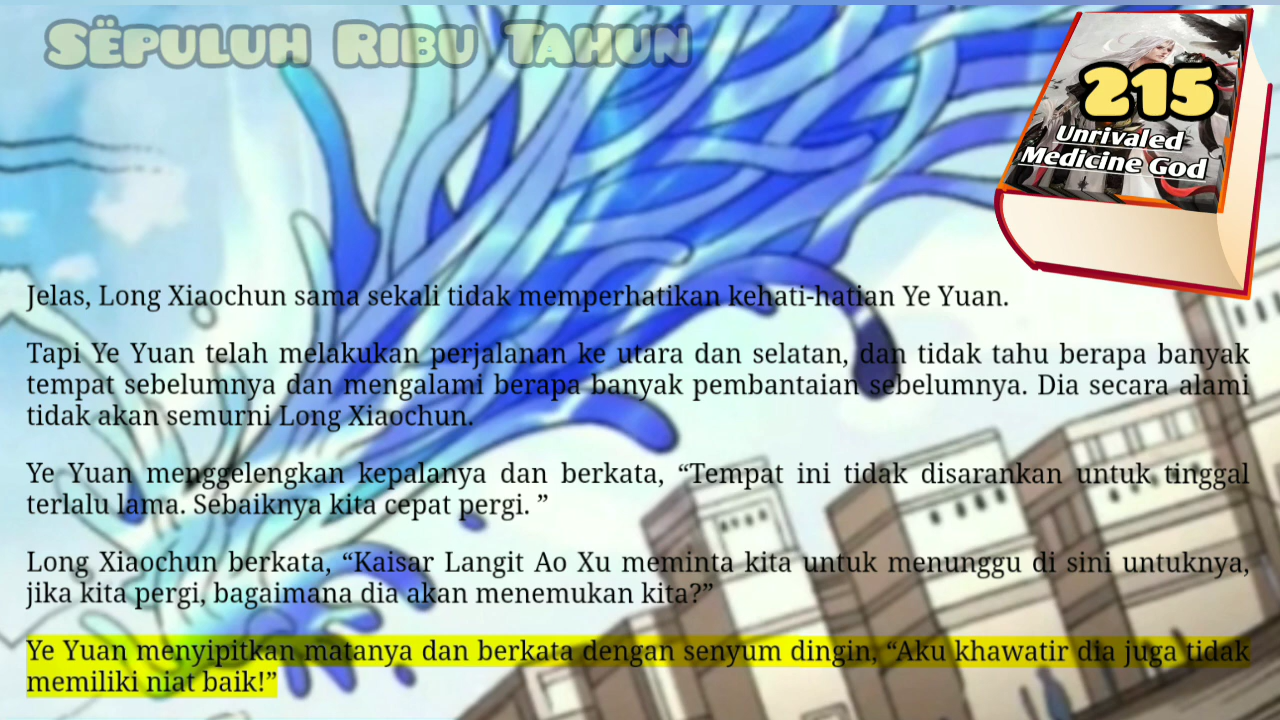 Sëpuluh Ribu Tahun
215
Unrivaled
Medicine God
Jelas, Long Xiaochun sama sekali tidak memperhatikan kehati-hatian Ye Yuan.
Tapi Ye Yuan telah melakukan perjalanan ke utara dan selatan, dan tidak tahu berapa banyak
tempat sebelumnya dan mengalami berapa banyak pembantaian sebelumnya. Dia secara alami
tidak akan semurni Long Xiaochun.
Ye Yuan menggelengkan kepalanya dan berkata, “Tempat ini tidak disarankan untuk tinggal
terlalu lama. Sebaiknya kita cepat pergi. ”
Long Xiaochun berkata, “Kaisar Langit Ao Xu meminta kita untuk menunggu di sini untuknya,
jika kita pergi, bagaimana dia akan menemukan kita?”
Ye Yuan menyipitkan matanya dan berkata dengan senyum dingin, “Aku khawatir dia juga tidak
memiliki niat baik!”